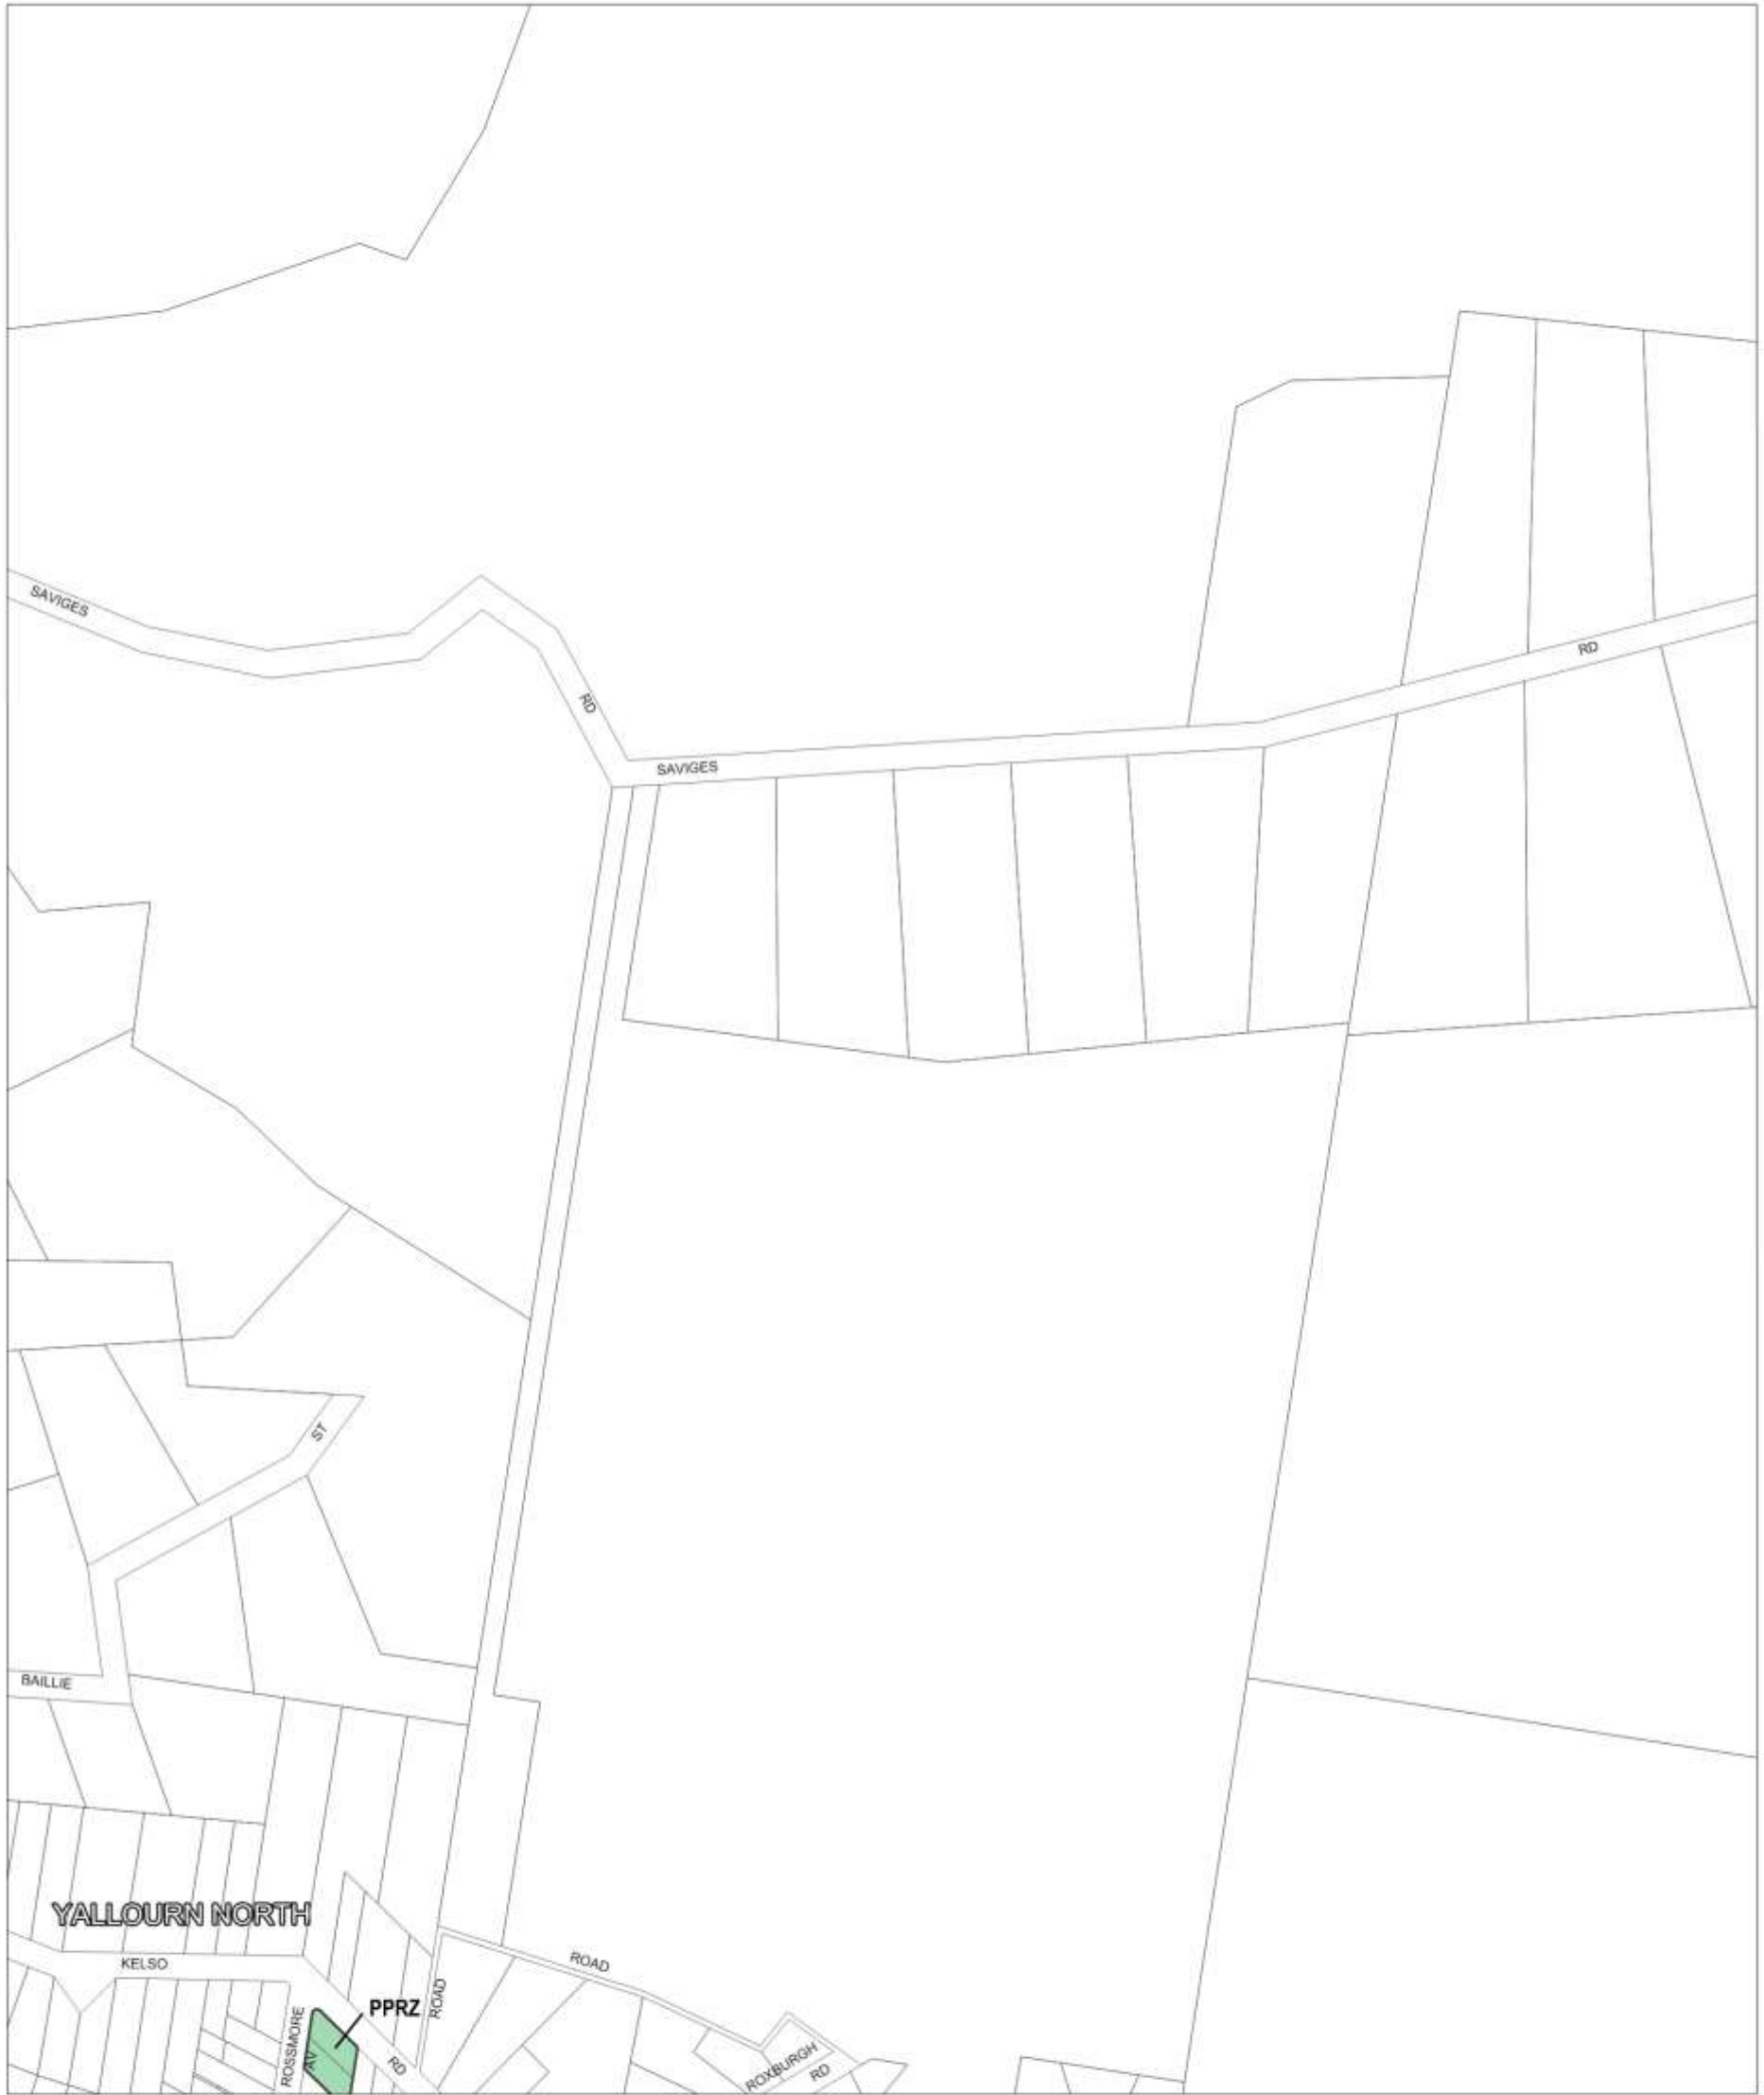 SAVIGES
RD
RD
SAVIGES
ST
BAILLIE
YALLOURN NORTH
KELSO
ROAD
ROAD
PPRZ
ROSSMORE
AV
RD
ROXBURGH
RD